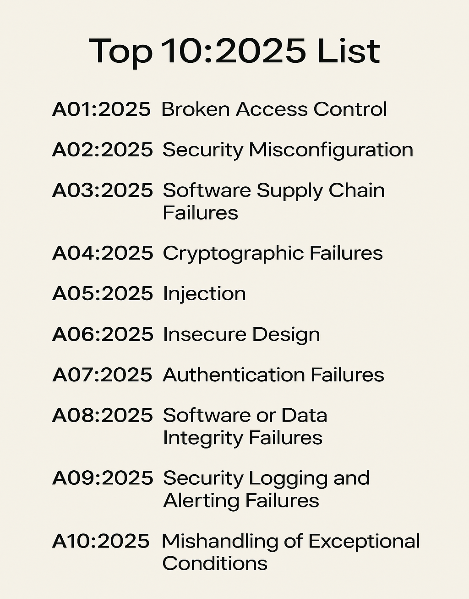 Top 10:2025 List
A01:2025 Broken Access Control
A02:2025 Security Misconfiguration
A03:2025 Software Supply Chain
Failures
A04:2025 Cryptographic Failures
A05:2025 Injection
A06:2025 Insecure Design
A07:2025 Authentication Failures
A08:2025 Software or Data
Integrity Failures
A09:2025 Security Logging and
Alerting Failures
A10:2025 Mishandling of Exceptional
Conditions